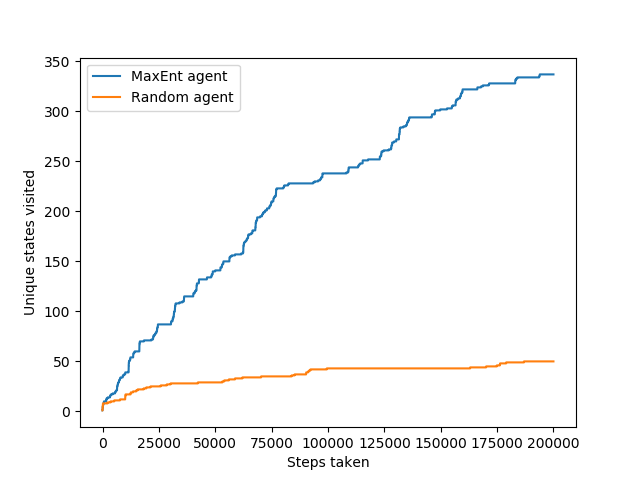 MaxEnt agent
Random agent
350
300
250
200
150
100
50
0
Unique states visited
0 25000 50000 75000 100000 125000 150000 175000 200000
Steps taken